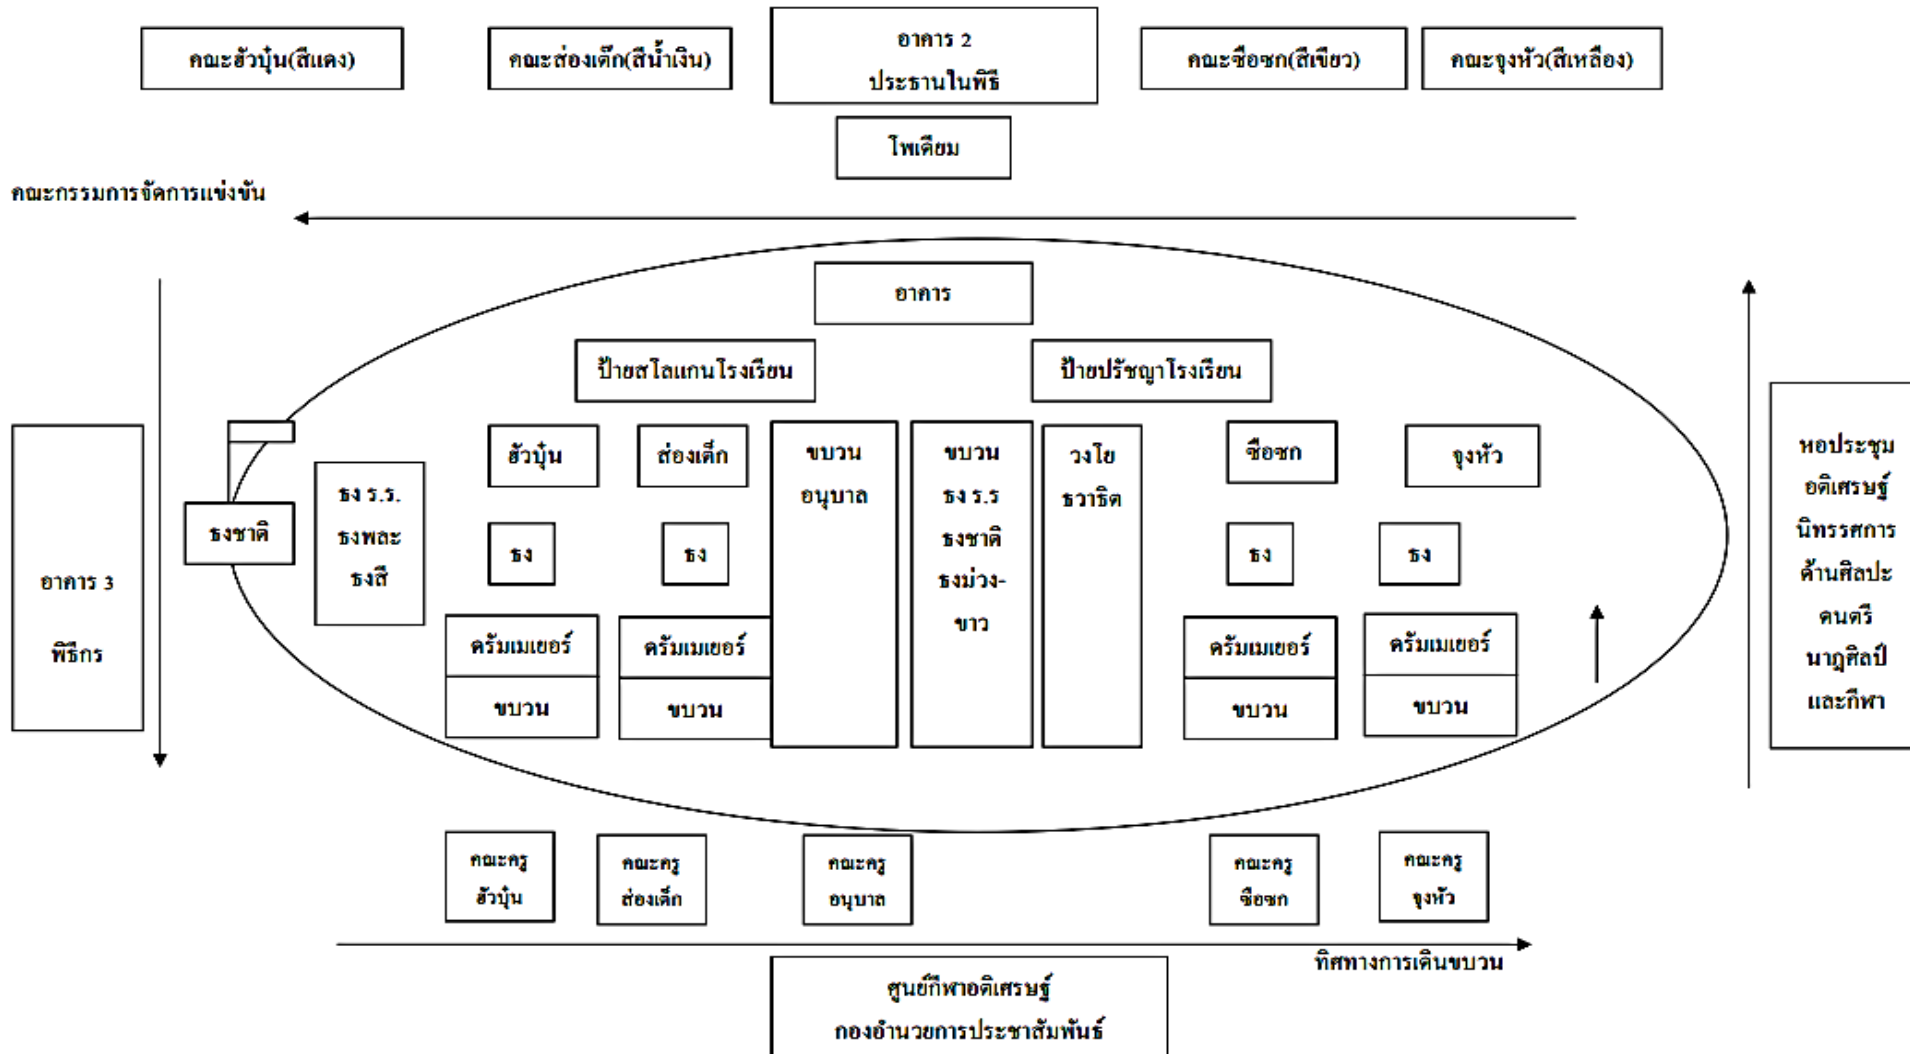 คณะฮัวบุ๋น(สีแดง)
คณะส่องเต็ก(สีน้ำเงิน)
อาคาร 2
ประธานในพิธี
คณะซือซก(สีเขียว)
คณะจุงหัว(สีเหลือง)
โพเดียม
คณะกรรมการจัดการแข่งขัน
อาคาร
ป้ายสโลแกนโรงเรียน
ป้ายปรัชญาโรงเรียน
อาคาร 3
พิธีกร
ธงชาติ
ธง ร.ร.
ธงพละ
ธงสี
ฮัวบุ๋น
ส่องเต็ก
ขบวน
อนุบาล
ขบวน
ธง ร.ร
ธงชาติ
ธงม่วง-
ขาว
วงโย
ธวาธิต
ซือซก
จุงหัว
ธง
ธง
ธง
ธง
ดรัมเมเยอร์
ขบวน
ดรัมเมเยอร์
ขบวน
ดรัมเมเยอร์
ขบวน
ดรัมเมเยอร์
ขบวน
หอประชุม
อติเศรษฐ์
นิทรรศการ
ด้านศิลปะ
ดนตรี
นาฎศิลป์
และกีฬา
คณะครู
ฮัวบุ๋น
คณะครู
ส่องเต็ก
คณะครู
อนุบาล
คณะครู
ซือซก
คณะครู
จุงหัว
ทิศทางการเดินขบวน
ศูนย์กีฬาอติเศรษฐ์
กองอำนวยการประชาสัมพันธ์